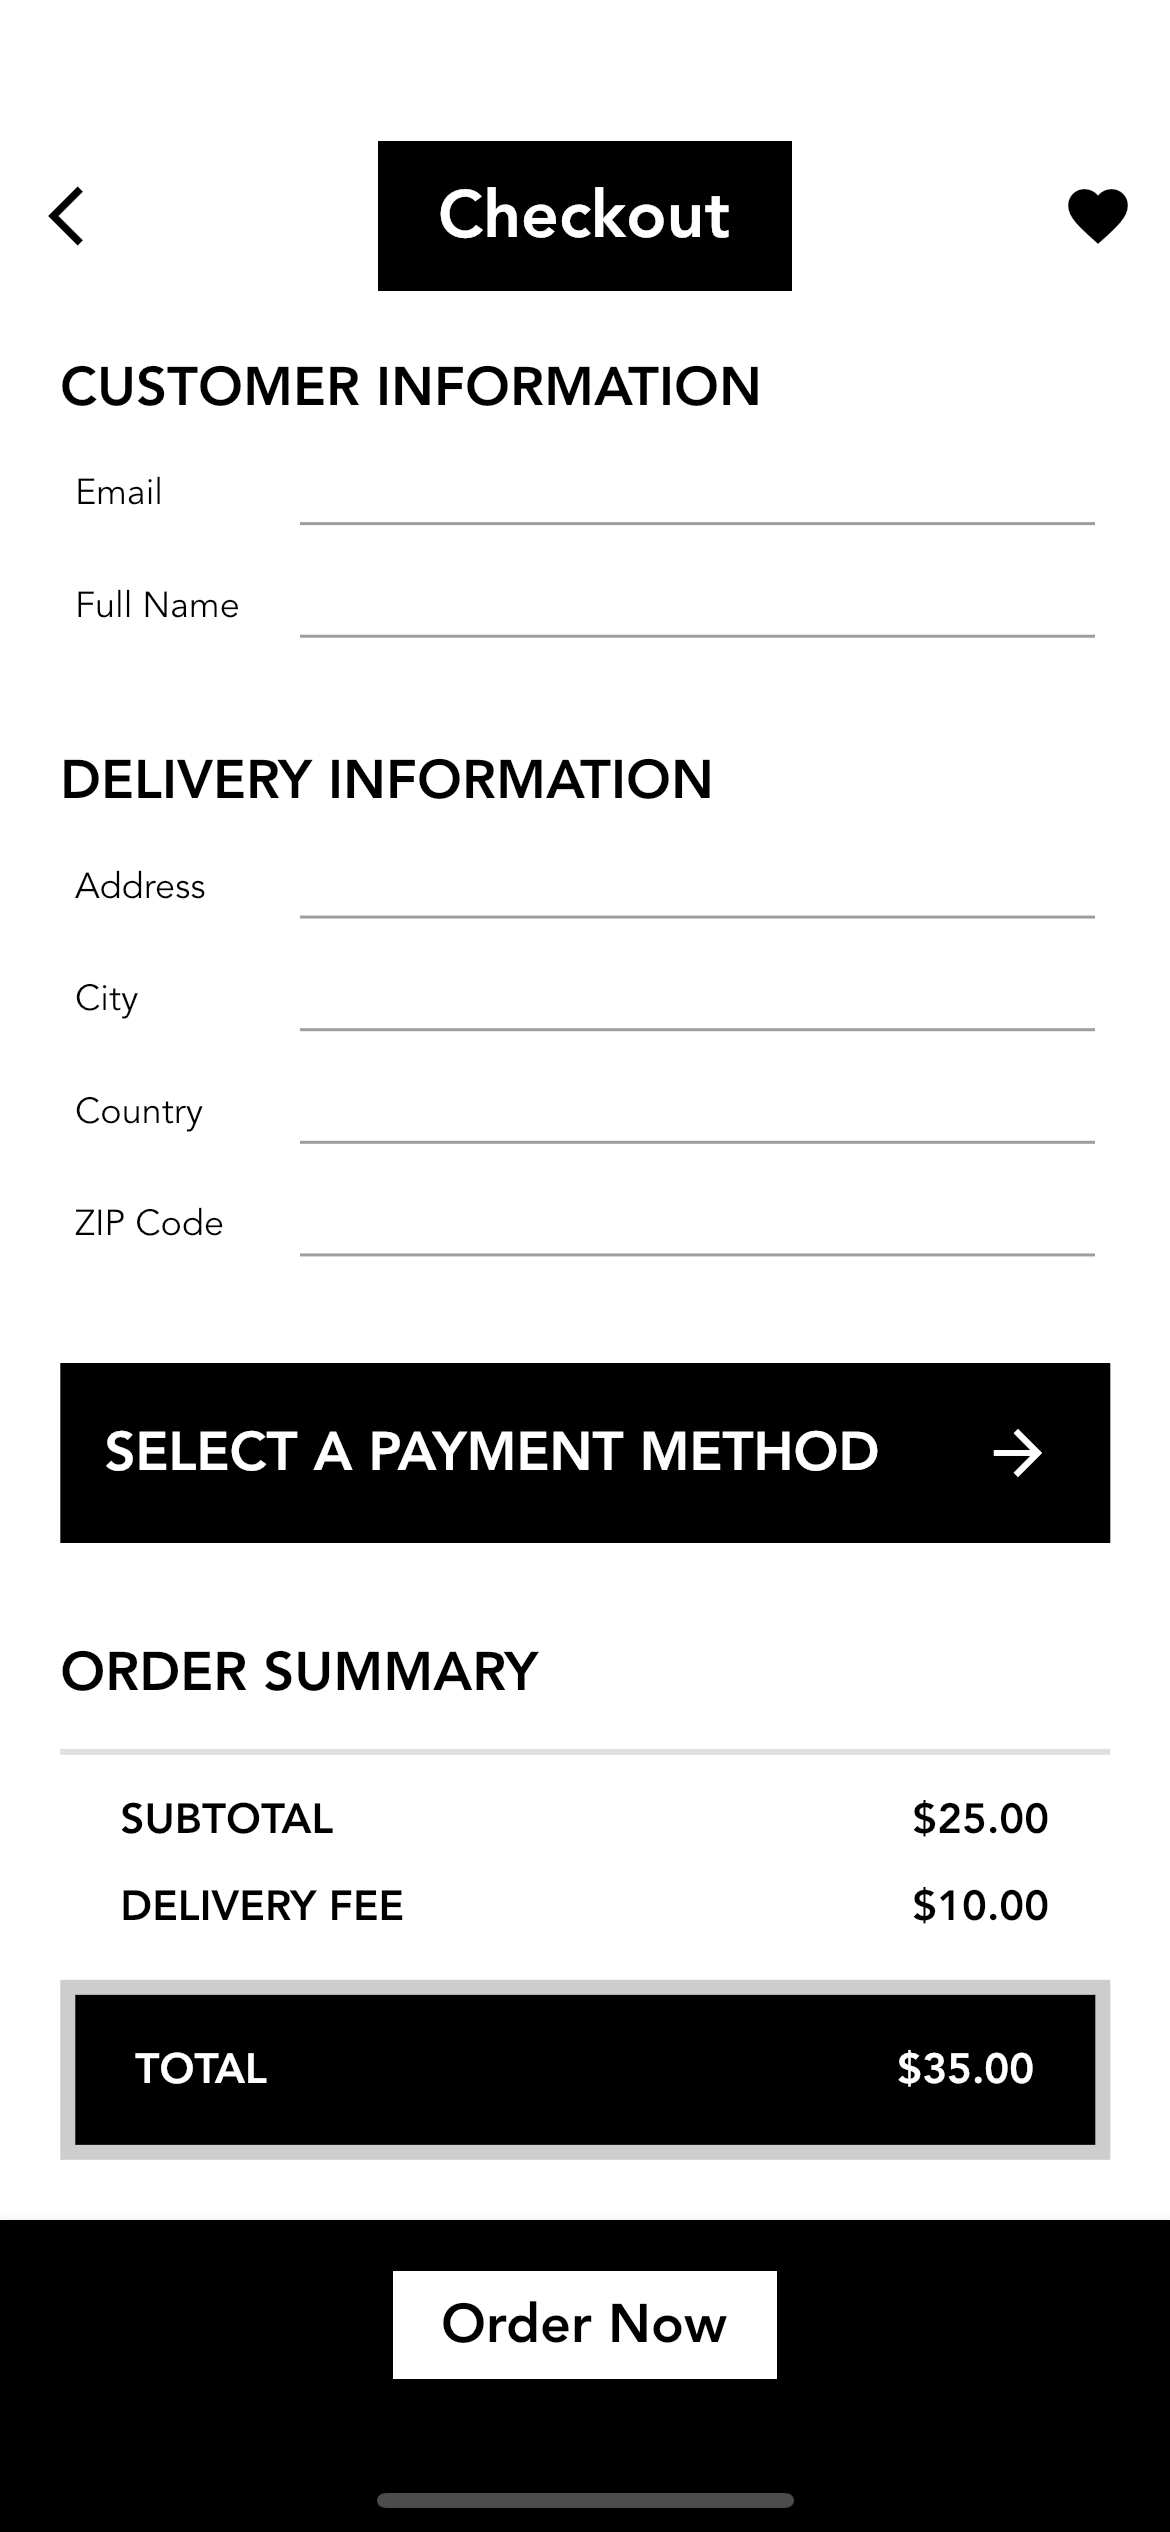 Checkout
CUSTOMER INFORMATION
Email
Full Name
DELIVERY INFORMATION
Address
City
Country
ZIP Code
SELECT A PAYMENT METHOD
ORDER SUMMARY
SUBTOTAL $25.00
DELIVERY FEE $10.00
TOTAL $35.00
Order Now